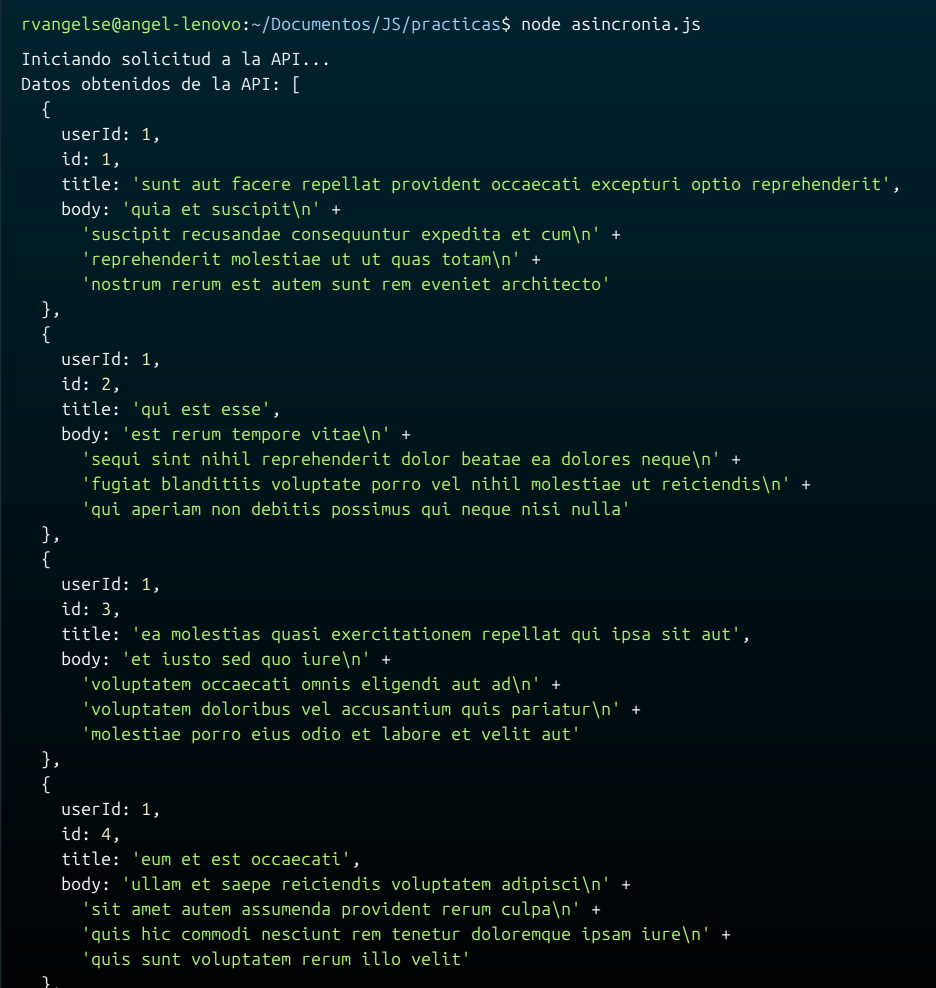 rvangelse@angel-lenovo:~/Documentos/JS/practicas$ node asincronia.js
Iniciando solicitud a la API...
Datos obtenidos de la API: [
  {
    userId: 1,
    id: 1,
    title: 'sunt aut facere repellat provident occaecati excepturi optio reprehenderit',
    body: 'quia et suscipit\n' +
      'suscipit recusandae consequuntur expedita et cum\n' +
      'reprehenderit molestiae ut ut quas totam\n' +
      'nostrum rerum est autem sunt rem eveniet architecto'
  },
  {
    userId: 1,
    id: 2,
    title: 'qui est esse',
    body: 'est rerum tempore vitae\n' +
      'sequi sint nihil reprehenderit dolor beatae ea dolores neque\n' +
      'fugiat blanditiis voluptate porro vel nihil molestiae ut reiciendis\n' +
      'qui aperiam non debitis possimus qui neque nisi nulla'
  },
  {
    userId: 1,
    id: 3,
    title: 'ea molestias quasi exercitationem repellat qui ipsa sit aut',
    body: 'et iusto sed quo iure\n' +
      'voluptatem occaecati omnis eligendi aut ad\n' +
      'voluptatem doloribus vel accusantium quis pariatur\n' +
      'molestiae porro eius odio et labore et velit aut'
  },
  {
    userId: 1,
    id: 4,
    title: 'eum et est occaecati',
    body: 'ullam et saepe reiciendis voluptatem adipisci\n' +
      'sit amet autem assumenda provident rerum culpa\n' +
      'quis hic commodi nesciunt rem tenetur doloremque ipsam iure\n' +
      'quis sunt voluptatem rerum illo velit'
  },